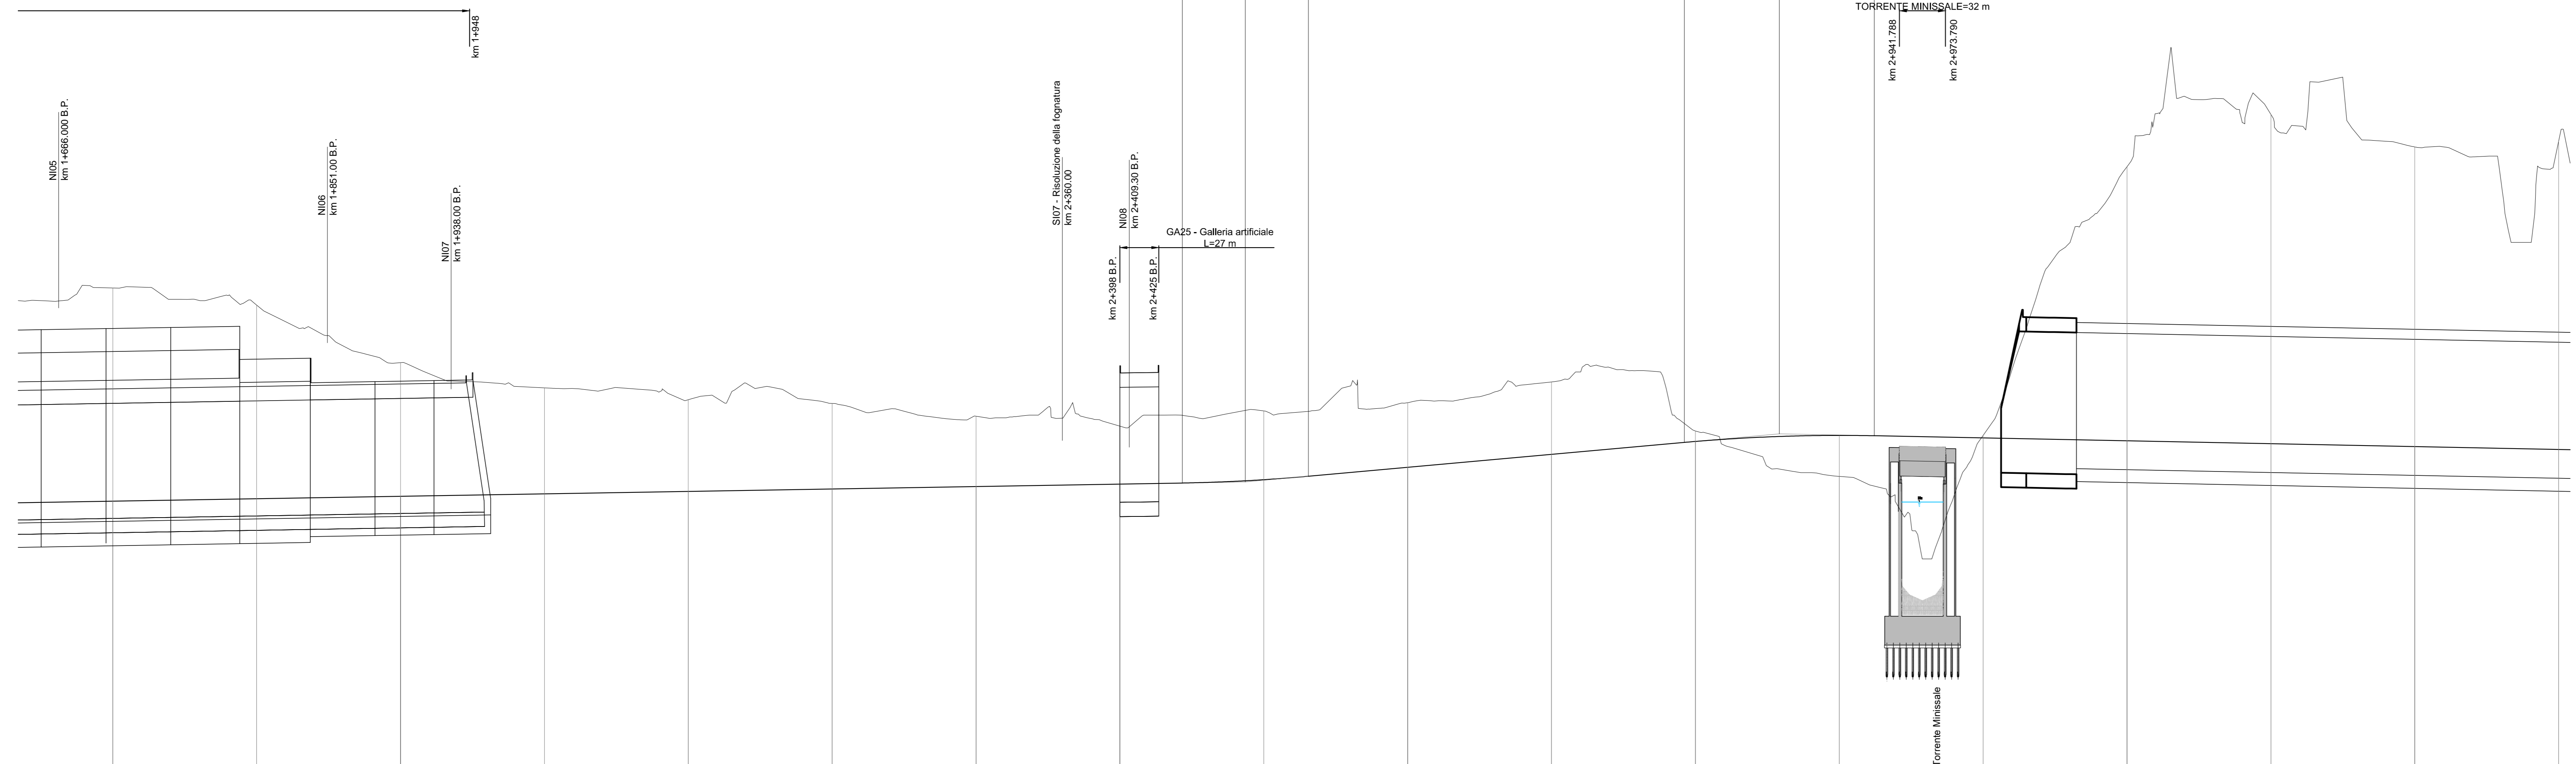 km 1+948
NI05
km 1+666.000 B.P.
NI06
km 1+851.00 B.P.
NI07
km 1+938.00 B.P.
SI07 - Risoluzione della fognatura
km 2+360.00
NI08
km 2+409.30 B.P.
GA25 - Galleria artificiale
L=27 m
km 2+398 B.P.
km 2+425 B.P.
TORRENTE MINISSALE=32 m
km 2+941.788
km 2+973.790
Torrente Minissale